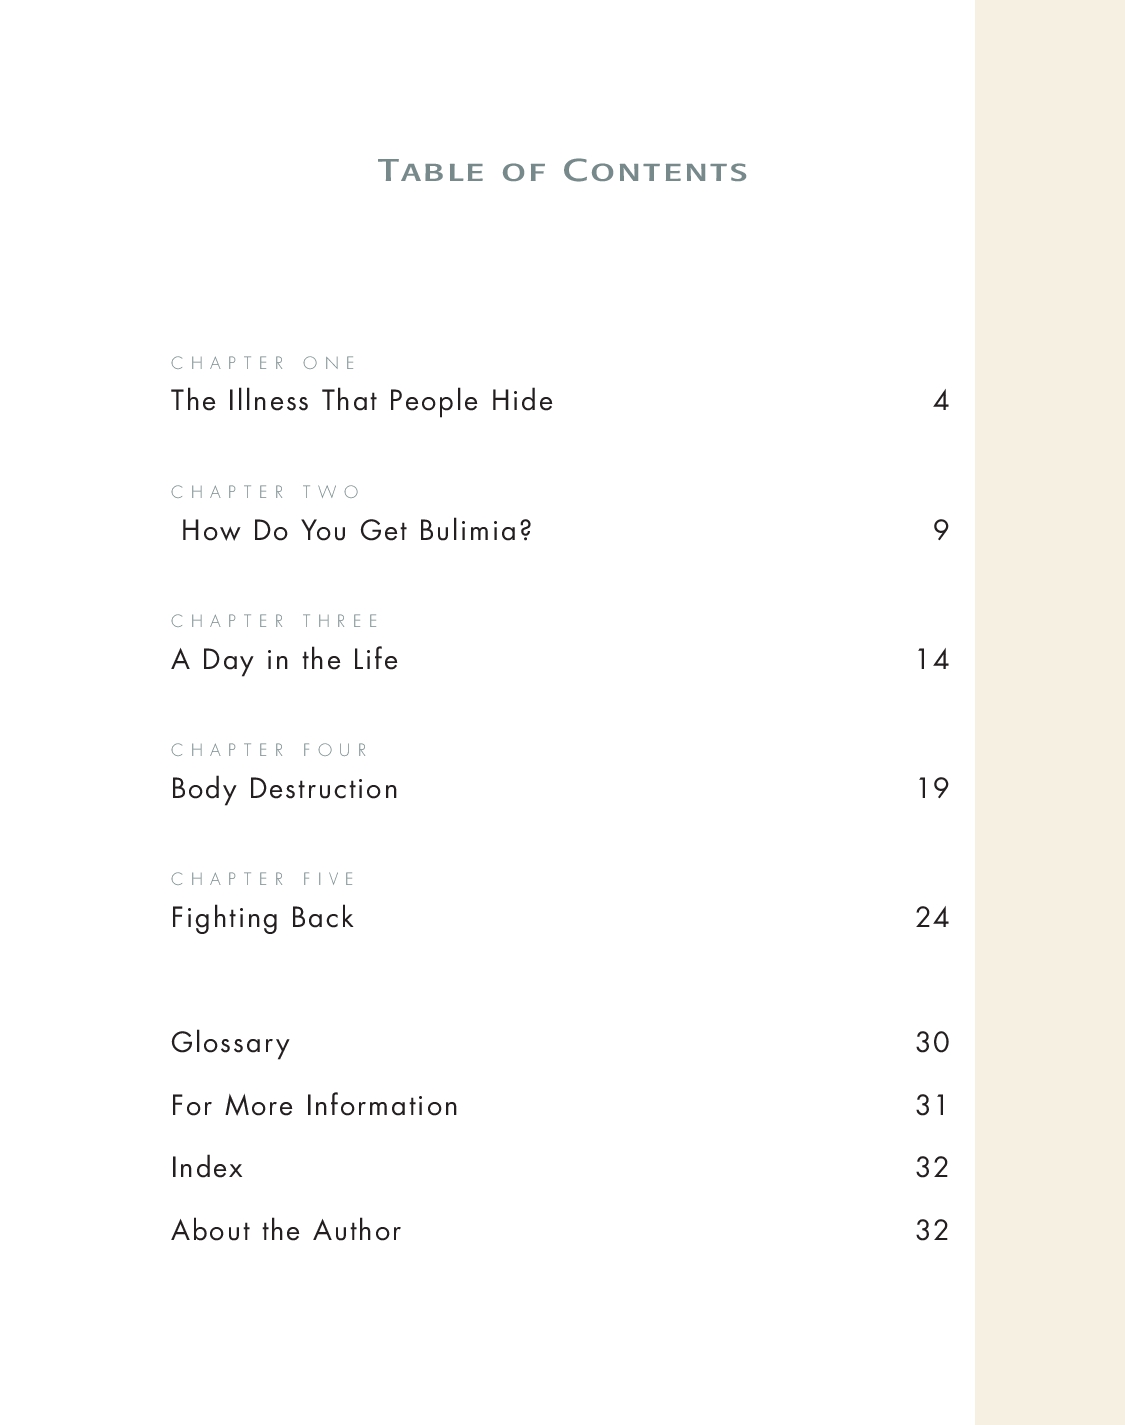 TABLE OF CONTENTS
CHAPTER ONE
The Illness That People Hide 4
CHAPTER TWO
How Do You Get Bulimia? 9
CHAPTER THREE
A Day in the Life 14
CHAPTER FOUR
Body Destruction 19
CHAPTER FIVE
Fighting Back 24
Glossary 30
For More Information 31
Index 32
About the Author 32